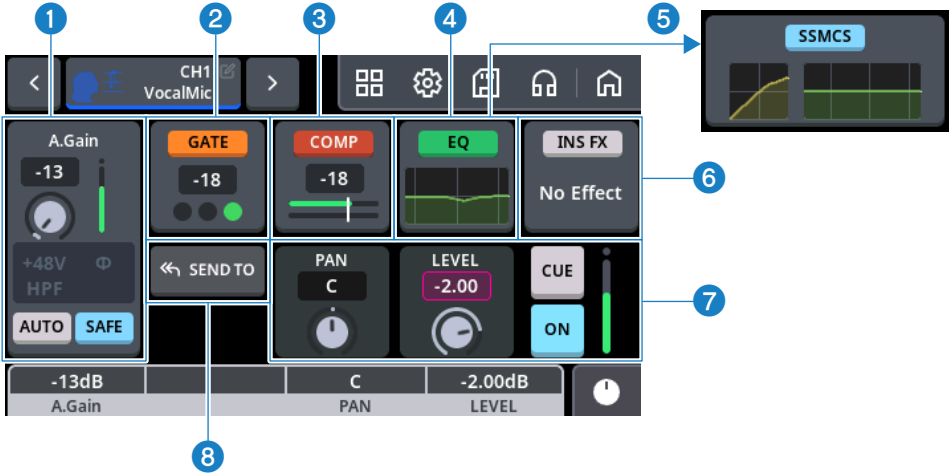 1
2
3
4
5
SSMCS
CH1
VocalMic
A.Gain
-13
+48V Φ
HPF
AUTO SAFE
GATE
-18
COMP
-18
EQ
INS FX
No Effect
6
SEND TO
PAN
C
LEVEL
-2.00
CUE
ON
7
-13dB C -2.00dB
A.Gain PAN LEVEL
8